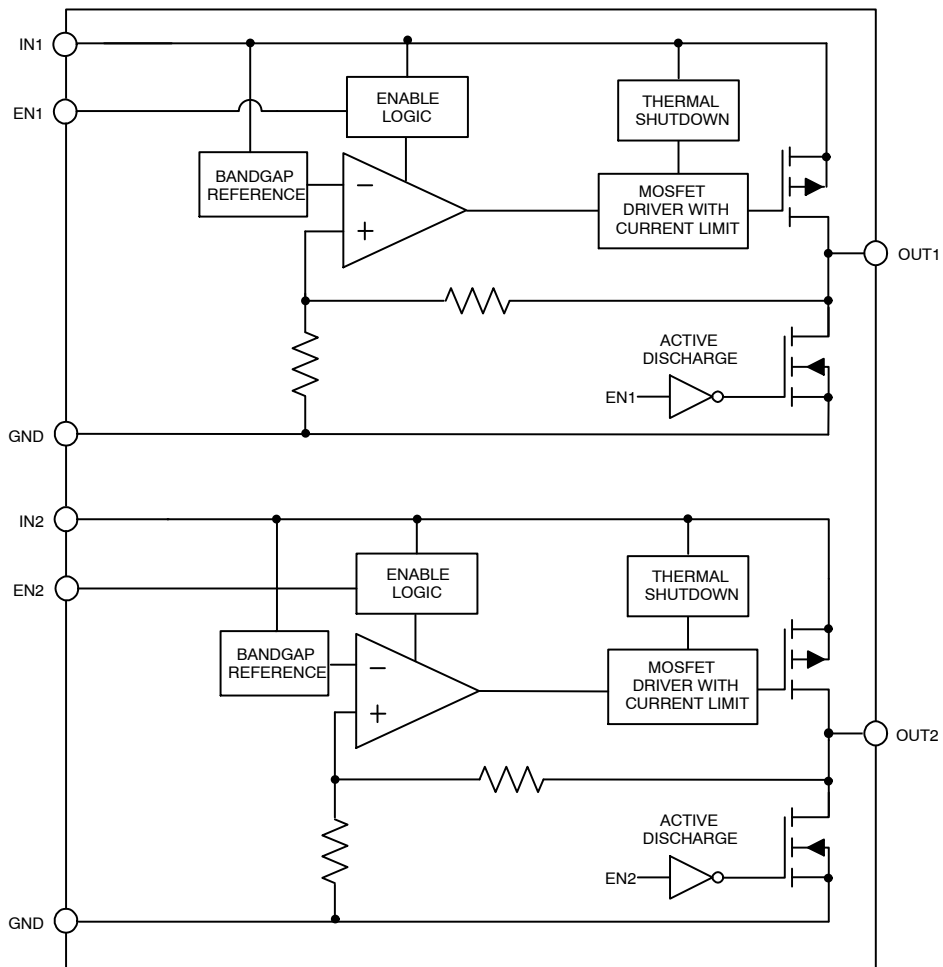 IN1
EN1
ENABLE
LOGIC
THERMAL
SHUTDOWN
BANDGAP
REFERENCE
−
+
MOSFET
DRIVER WITH
CURRENT LIMIT
OUT1
ACTIVE
DISCHARGE
EN1
GND
IN2
EN2
ENABLE
LOGIC
THERMAL
SHUTDOWN
BANDGAP
REFERENCE
−
+
MOSFET
DRIVER WITH
CURRENT LIMIT
OUT2
ACTIVE
DISCHARGE
EN2
GND